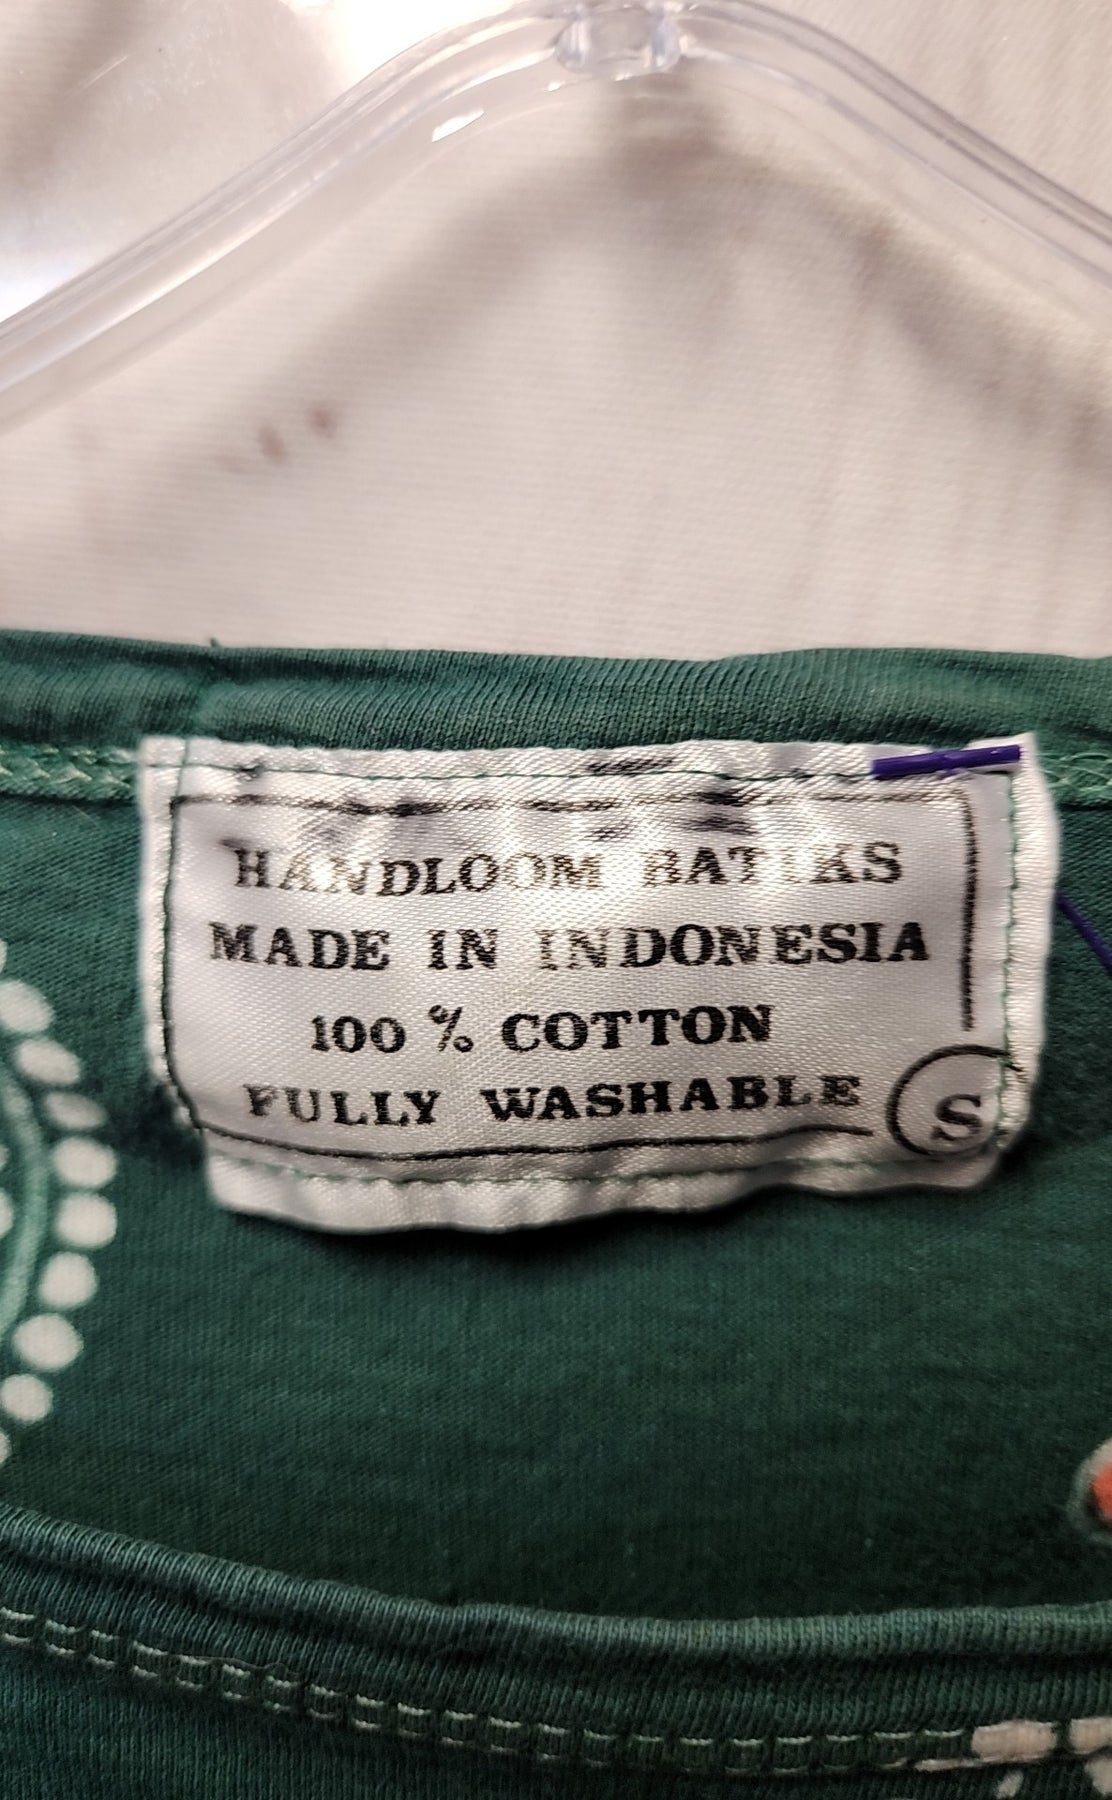 HANDLOOM BATIKS
MADE IN INDONESIA
100 % COTTON
FULLY WASHABLE
S